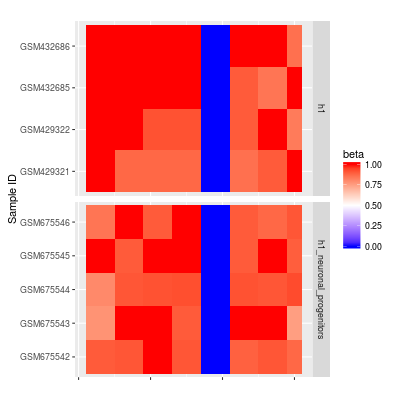 GSM432686
GSM432685
GSM429322
GSM429321
h1
GSM675546
GSM675545
GSM675544
GSM675543
GSM675542
h1_neuronal_progenitors
Sample ID
beta
1.00
0.75
0.50
0.25
0.00